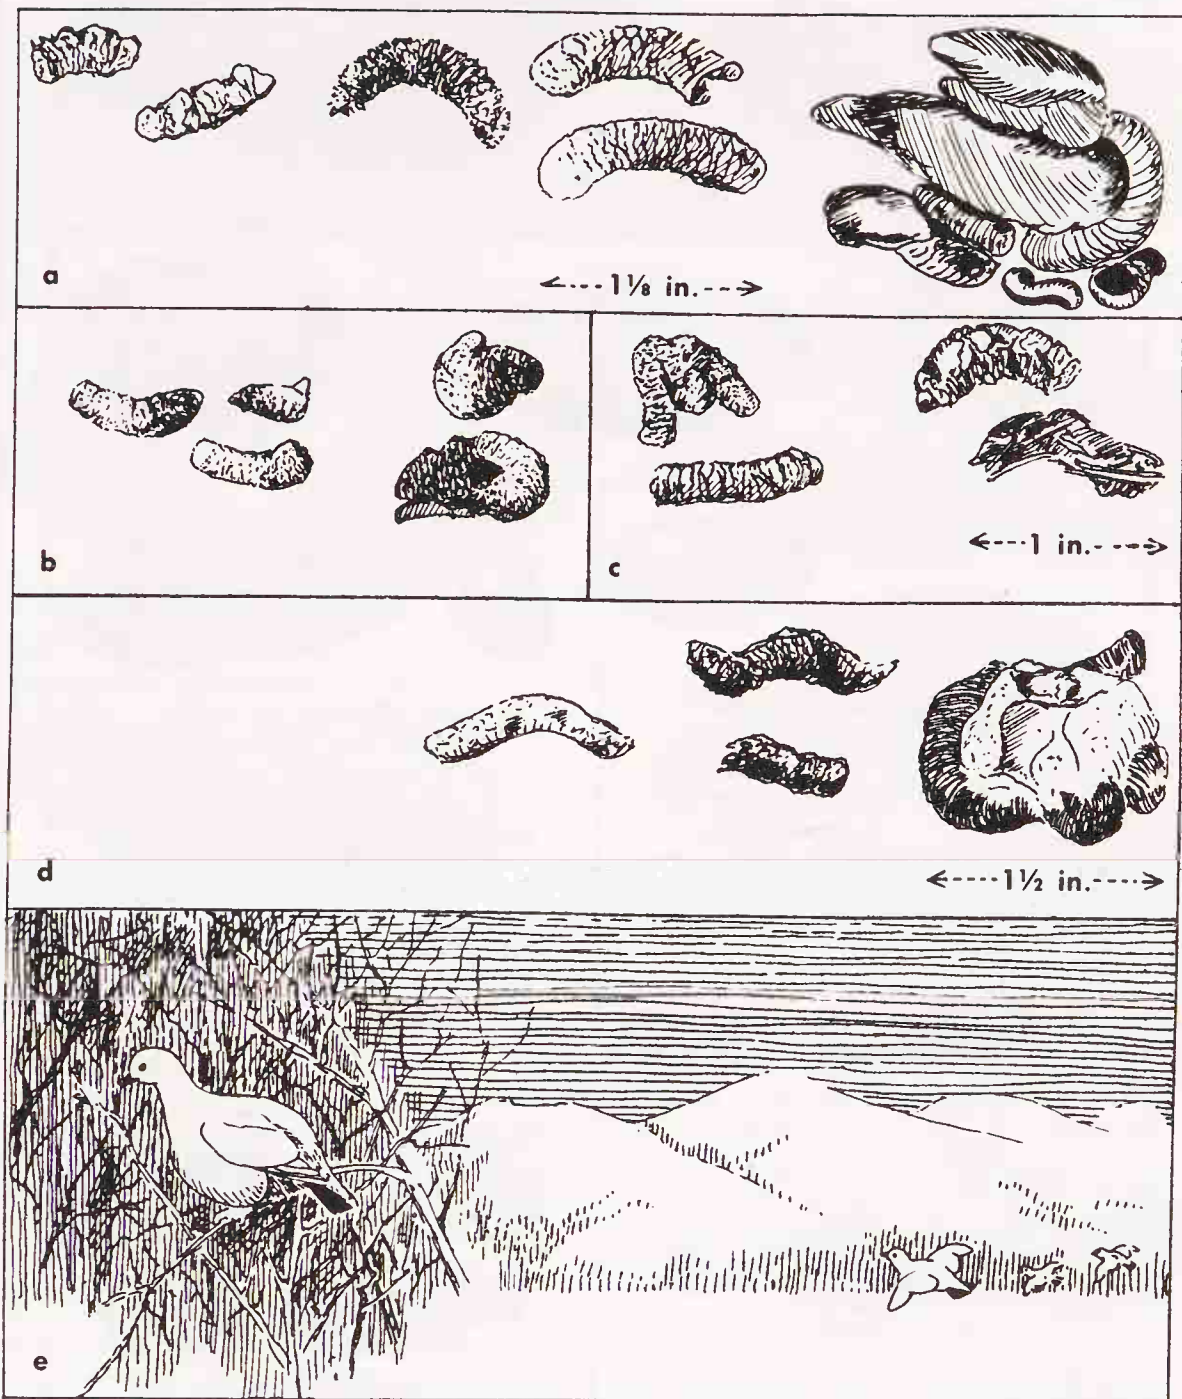 a
<---- 1⅛ in. --->
b
c
<---- 1 in. ---->
d
<---- 1½ in. ---->
e